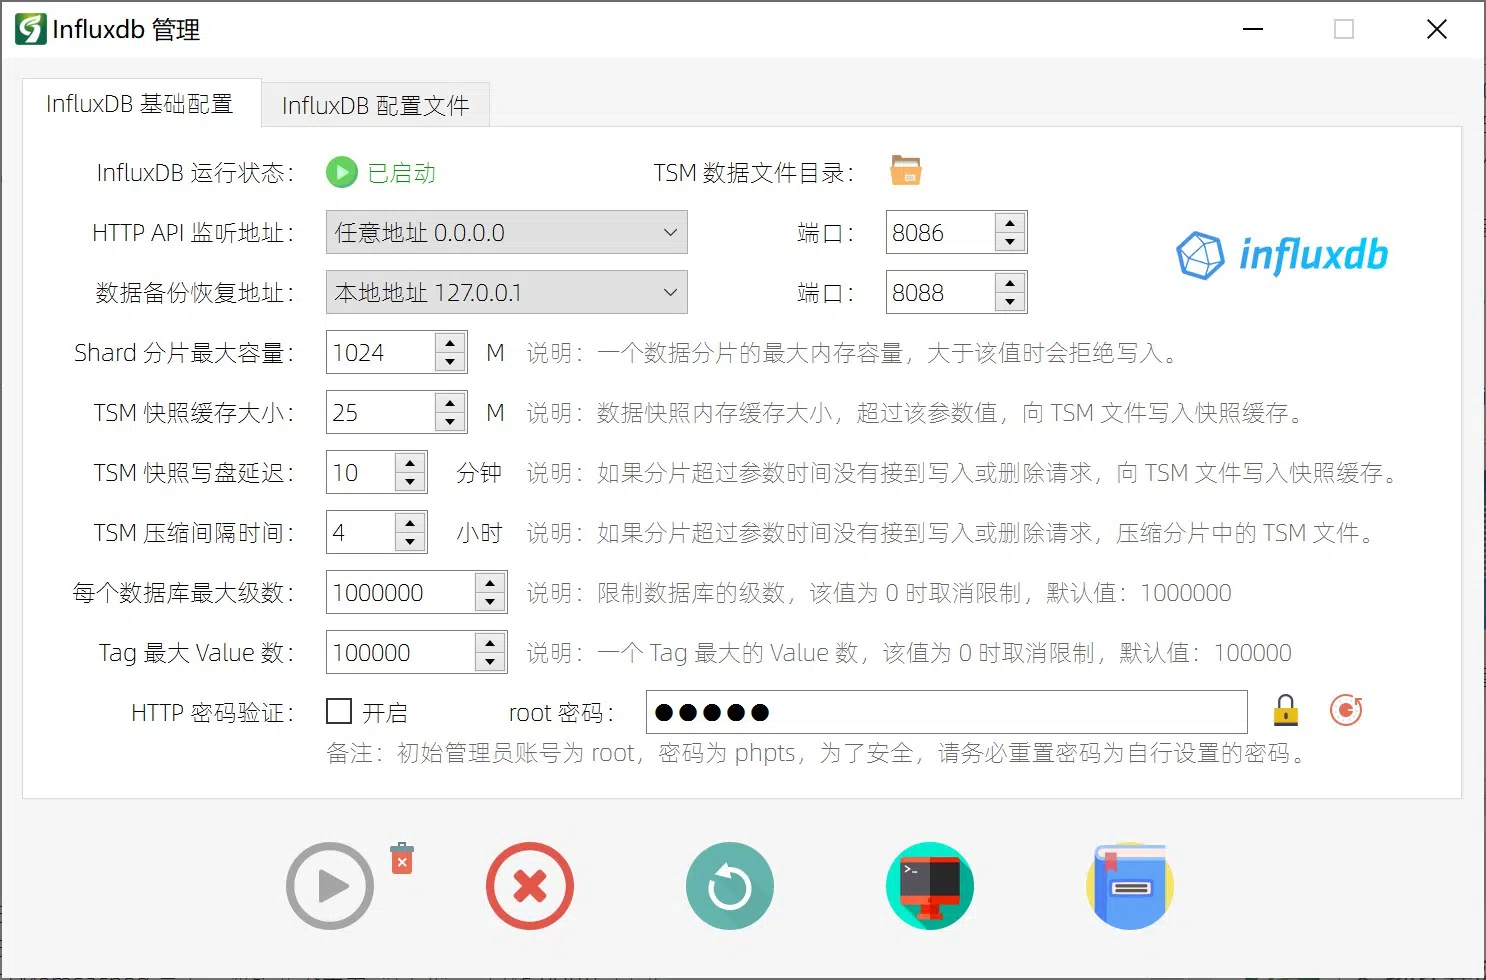 Influxdb 管理
InfluxDB 基础配置
InfluxDB 配置文件
InfluxDB 运行状态： 已启动 TSM 数据文件目录：
HTTP API 监听地址： 任意地址 0.0.0.0 端口： 8086
influxdb
数据备份恢复地址： 本地地址 127.0.0.1 端口： 8088
Shard 分片最大容量： 1024 M 说明：一个数据分片的最大内存容量，大于该值时会拒绝写入。
TSM 快照缓存大小： 25 M 说明：数据快照内存缓存大小，超过该参数值，向 TSM 文件写入快照缓存。
TSM 快照写盘延迟： 10 分钟 说明：如果分片超过参数时间没有接到写入或删除请求，向 TSM 文件写入快照缓存。
TSM 压缩间隔时间： 4 小时 说明：如果分片超过参数时间没有接到写入或删除请求，压缩分片中的 TSM 文件。
每个数据库最大级数： 1000000 说明：限制数据库的级数，该值为 0 时取消限制，默认值：1000000
Tag 最大 Value 数： 100000 说明：一个 Tag 最大的 Value 数，该值为 0 时取消限制，默认值：100000
HTTP 密码验证： 开启 root 密码： ●●●●●
备注：初始管理员账号为 root，密码为 phpts，为了安全，请务必重置密码为自行设置的密码。
>_